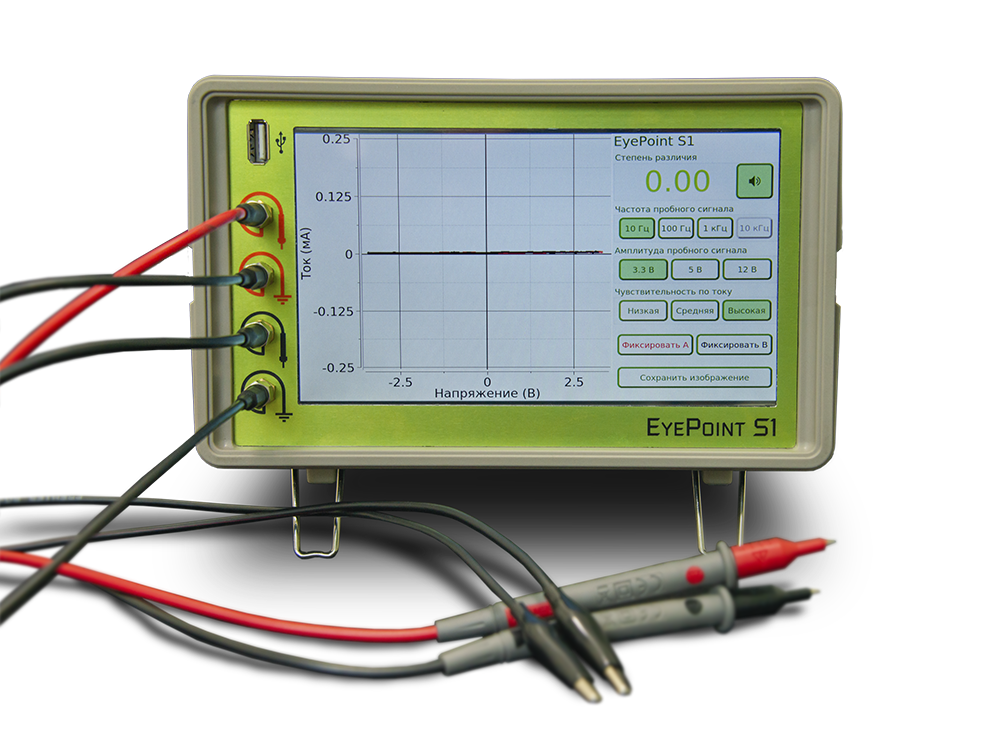 0.25
0.125
0
-0.125
-0.25
Ток (мА)
-2.5 0 2.5
Напряжение (В)
EyePoint S1
Степень различия
0.00
Частота пробного сигнала
10 Гц 100 Гц 1 кГц 10 кГц
Амплитуда пробного сигнала
3.3 В 5 В 12 В
Чувствительность по току
Низкая Средняя Высокая
Фиксировать A Фиксировать B
Сохранить изображение
EYEPOINT S1
CE